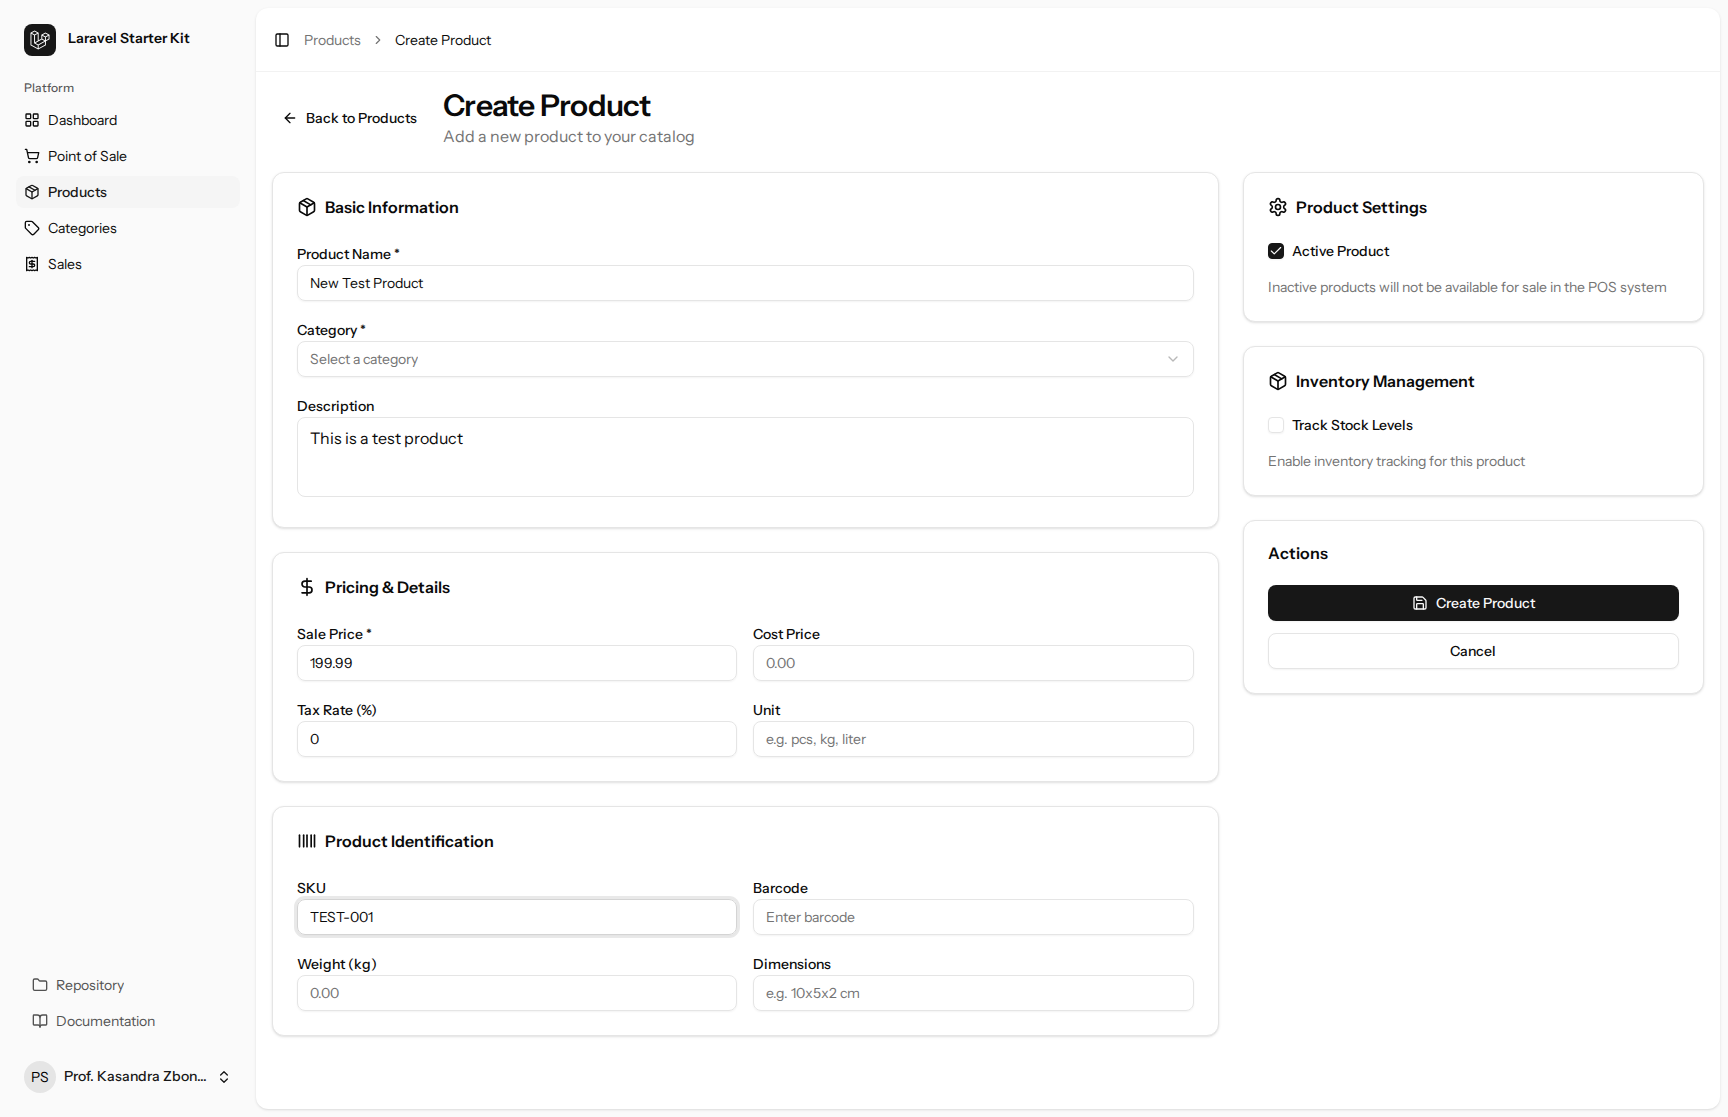 Laravel Starter Kit
Platform
Dashboard
Point of Sale
Products
Categories
Sales
Repository
Documentation
PS
Prof. Kasandra Zbon...
Products
Create Product
Back to Products
Create Product
Add a new product to your catalog
Basic Information
Product Name *
New Test Product
Category *
Select a category
Description
This is a test product
Pricing & Details
Sale Price *
199.99
Cost Price
0.00
Tax Rate (%)
0
Unit
e.g. pcs, kg, liter
Product Identification
SKU
TEST-001
Barcode
Enter barcode
Weight (kg)
0.00
Dimensions
e.g. 10x5x2 cm
Product Settings
Active Product
Inactive products will not be available for sale in the POS system
Inventory Management
Track Stock Levels
Enable inventory tracking for this product
Actions
Create Product
Cancel